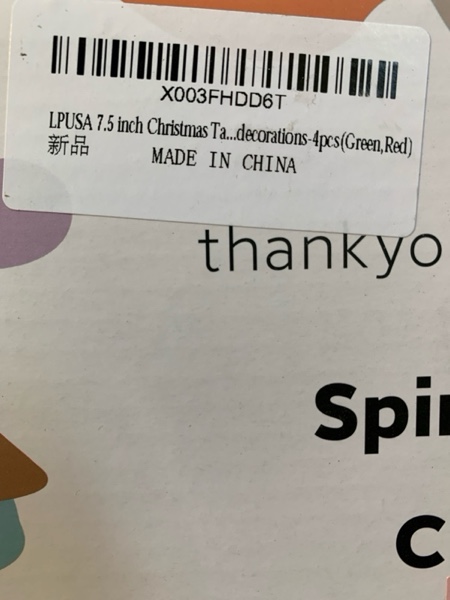 X003FHDD6T
LPUSA 7.5 inch Christmas Ta...decorations-4pcs(Green,Red)
新品
MADE IN CHINA
thankyo
Spi
C